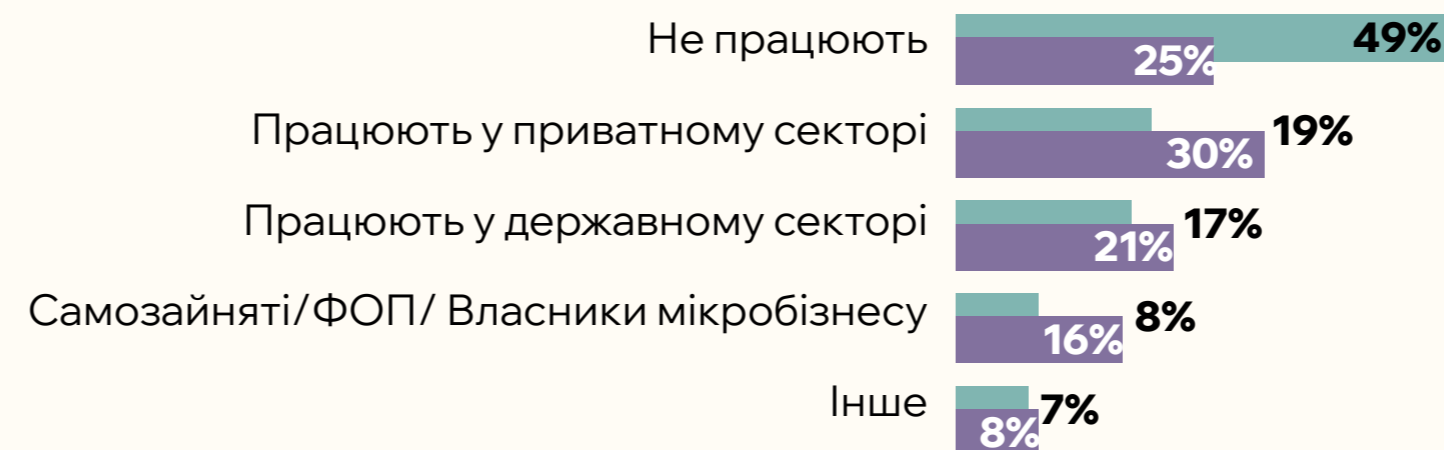 Не працюють 49%
25%
Працюють у приватному секторі 19%
30%
Працюють у державному секторі 17%
21%
Самозайняті/ФОП/ Власники мікробізнесу 8%
16%
Інше 7%
8%